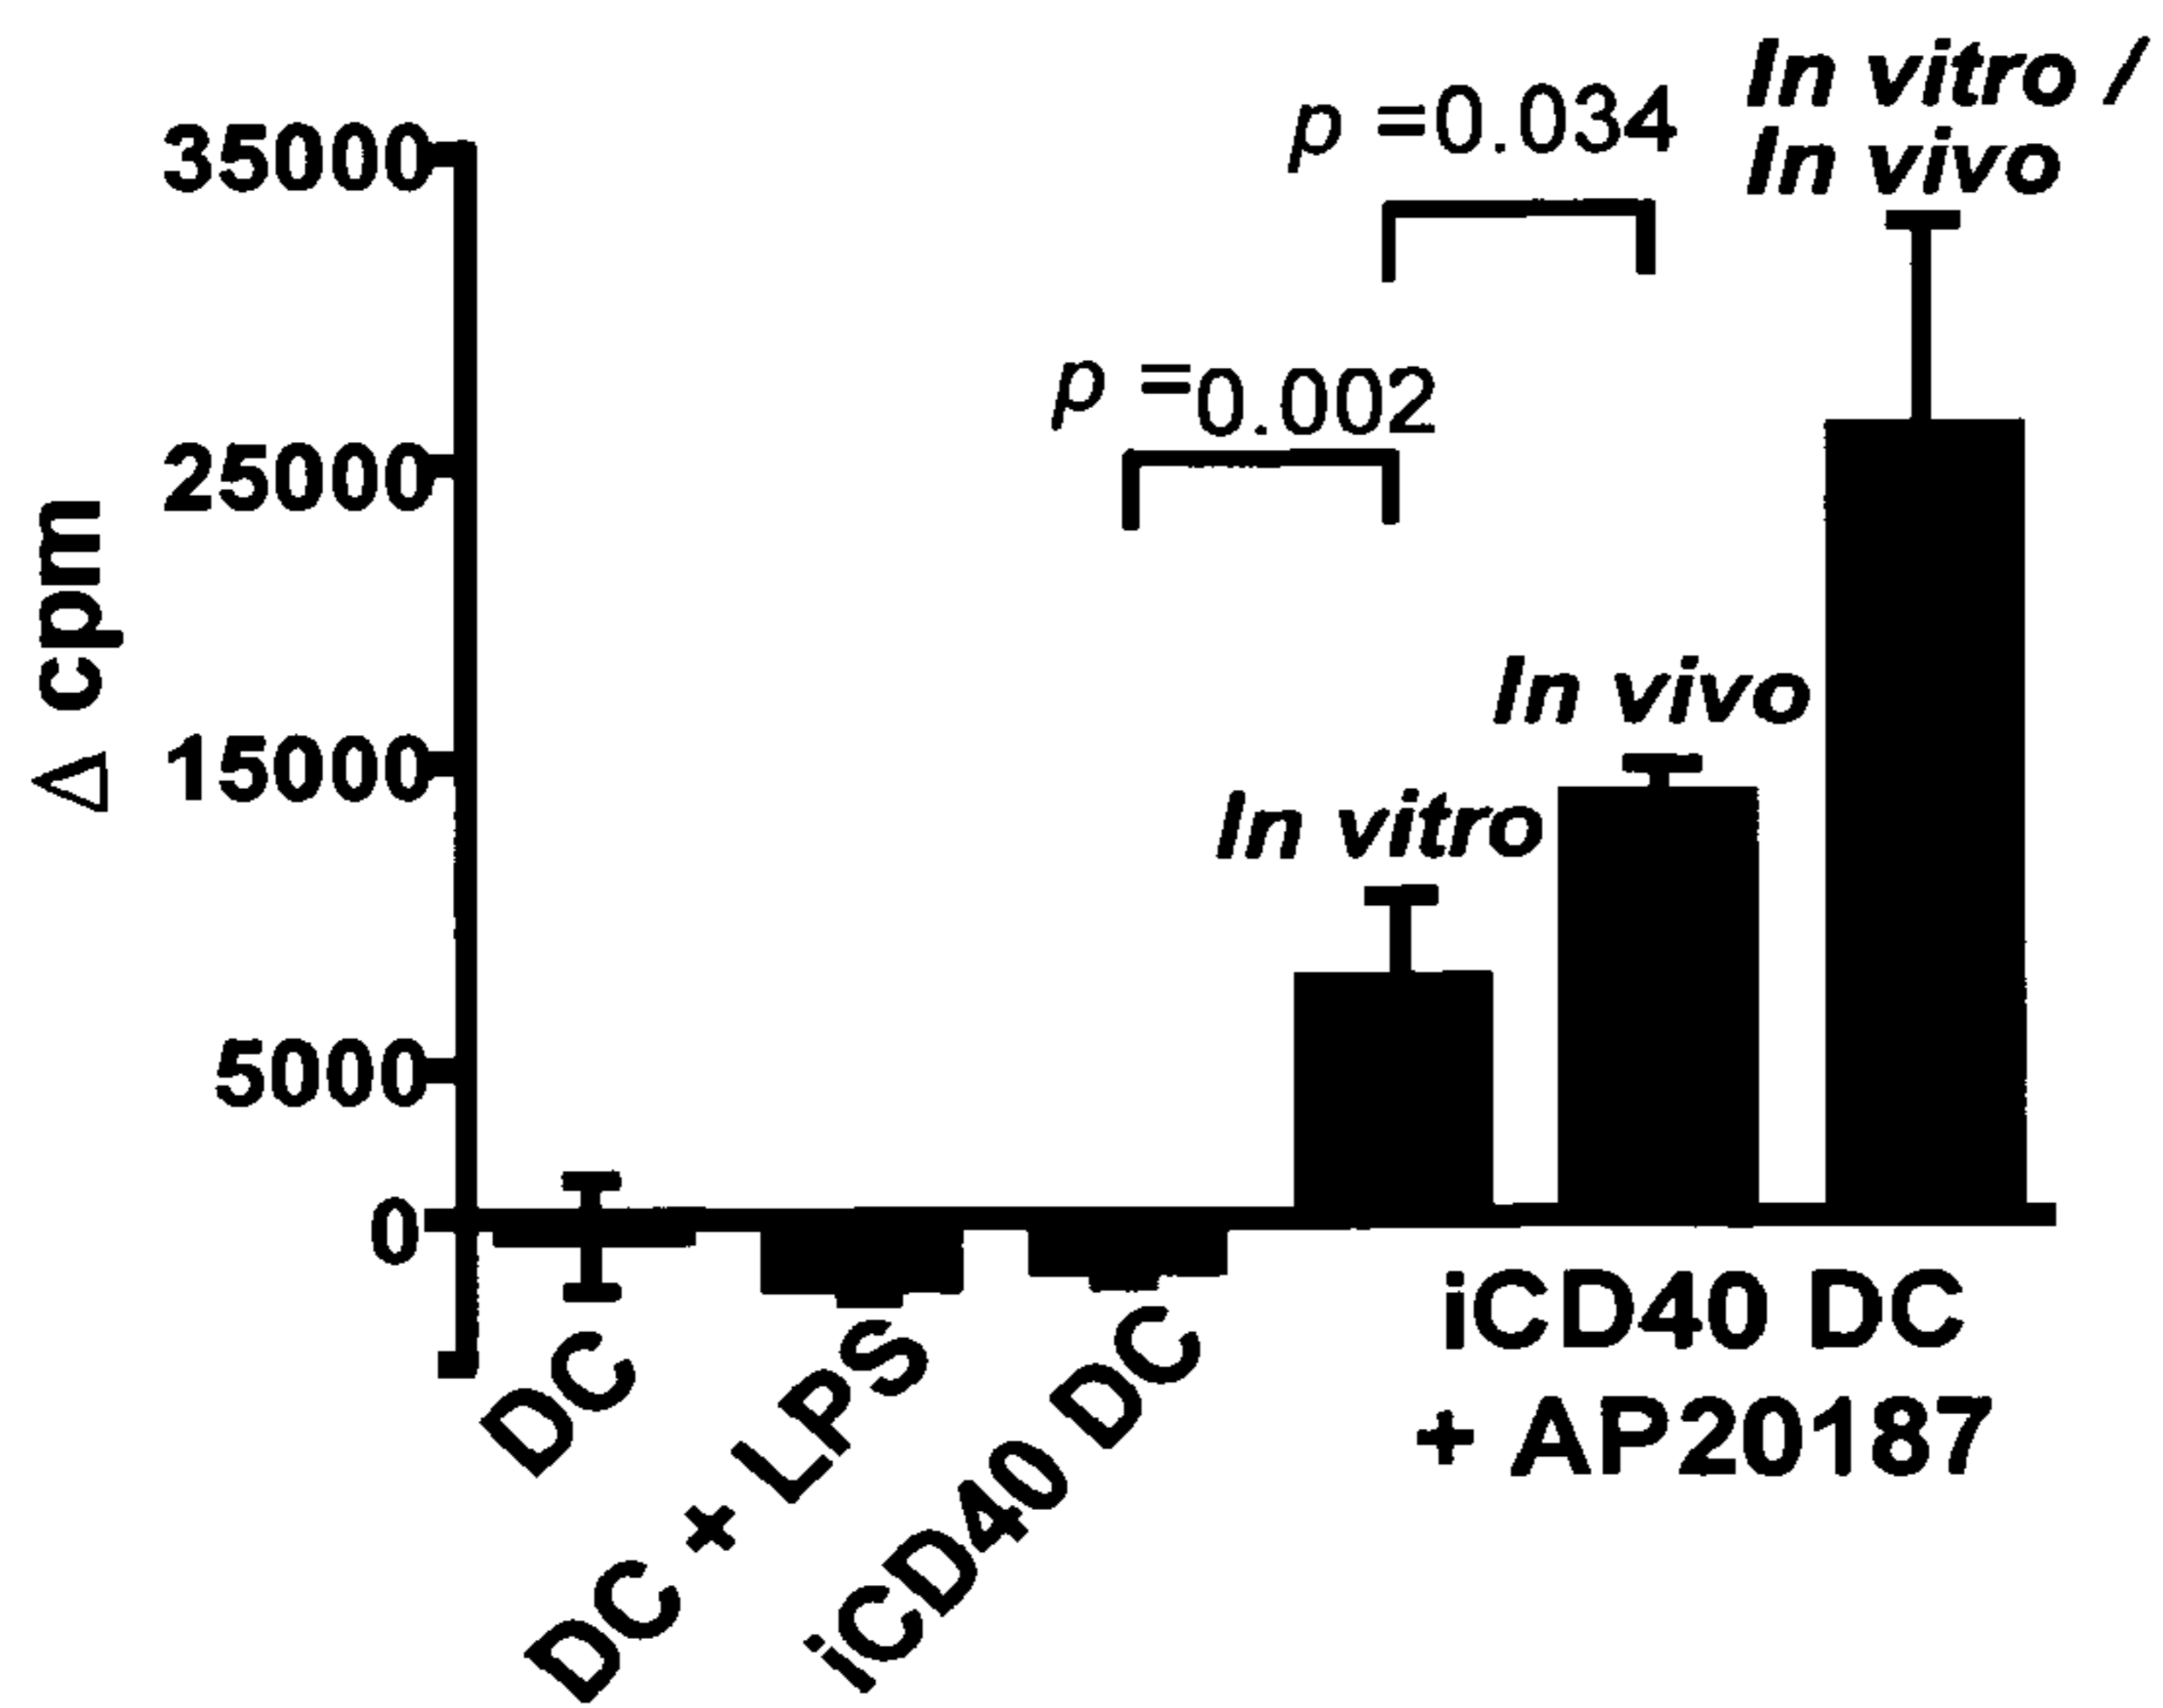 In vitro /
In vivo
p =0.034
35000
p =0.002
25000
In vivo
Δ cpm
15000
In vitro
5000
0
DC
DC + LPS
iCD40 DC
iCD40 DC
+ AP20187